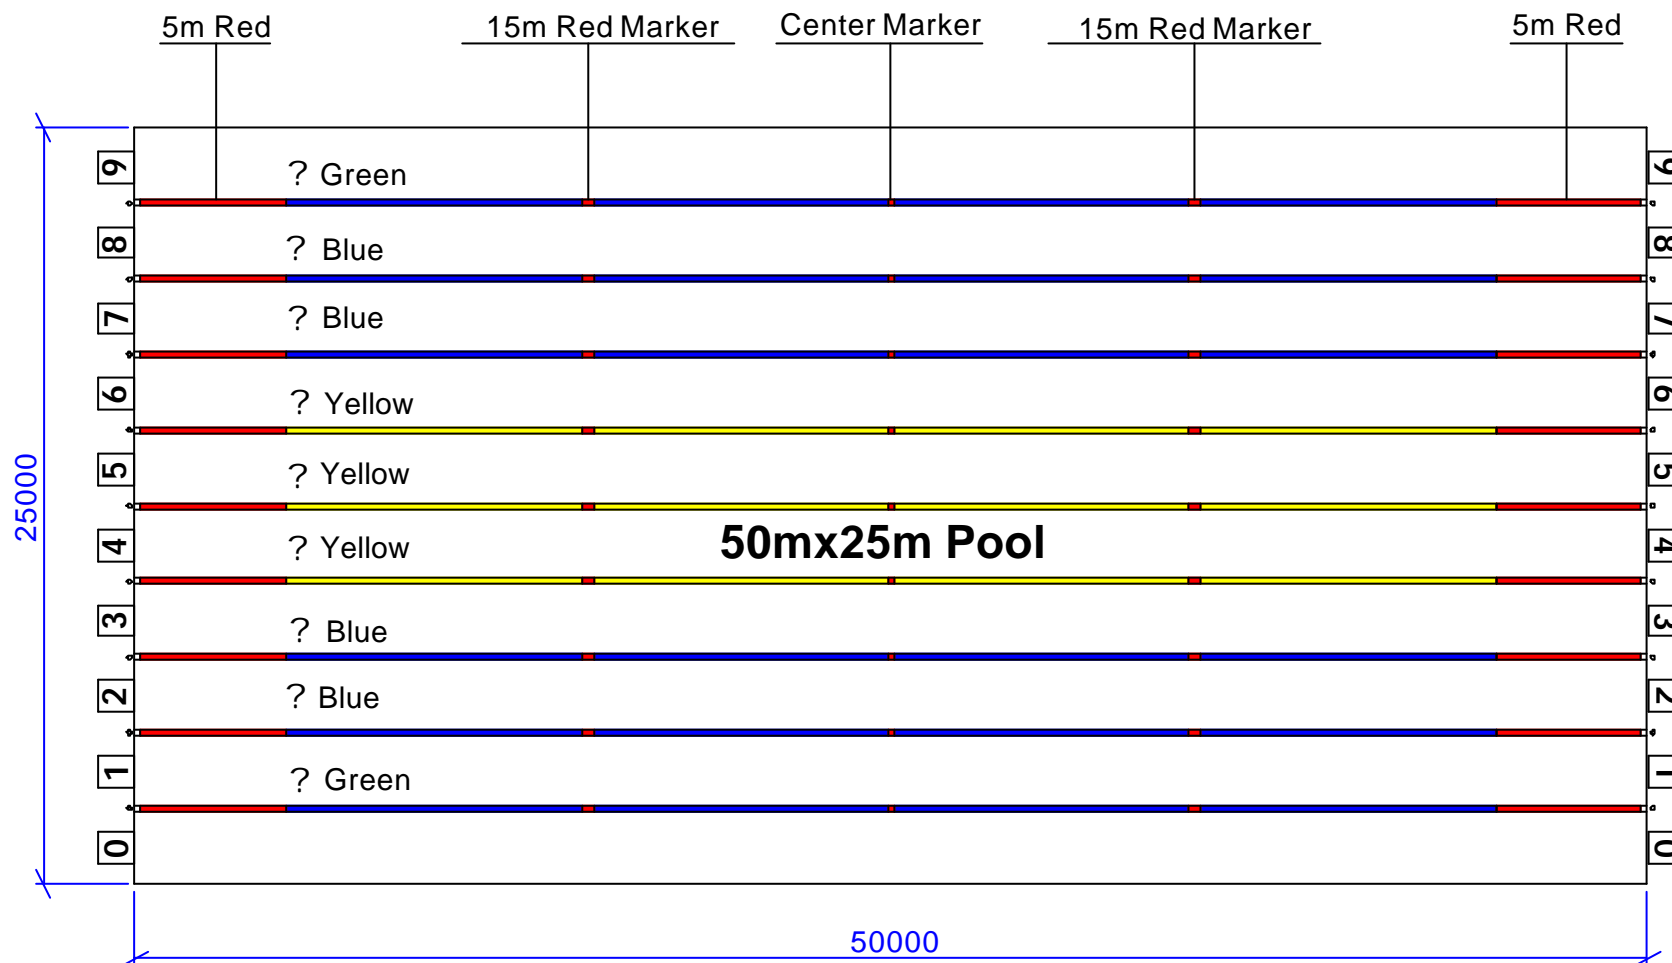 5m Red 15m Red Marker Center Marker 15m Red Marker 5m Red
9 ? Green 9
8 ? Blue 8
7 ? Blue 7
6 ? Yellow 6
5 ? Yellow 5
25000
4 ? Yellow 50mx25m Pool 4
3 ? Blue 3
2 ? Blue 2
1 ? Green 1
0 0
50000